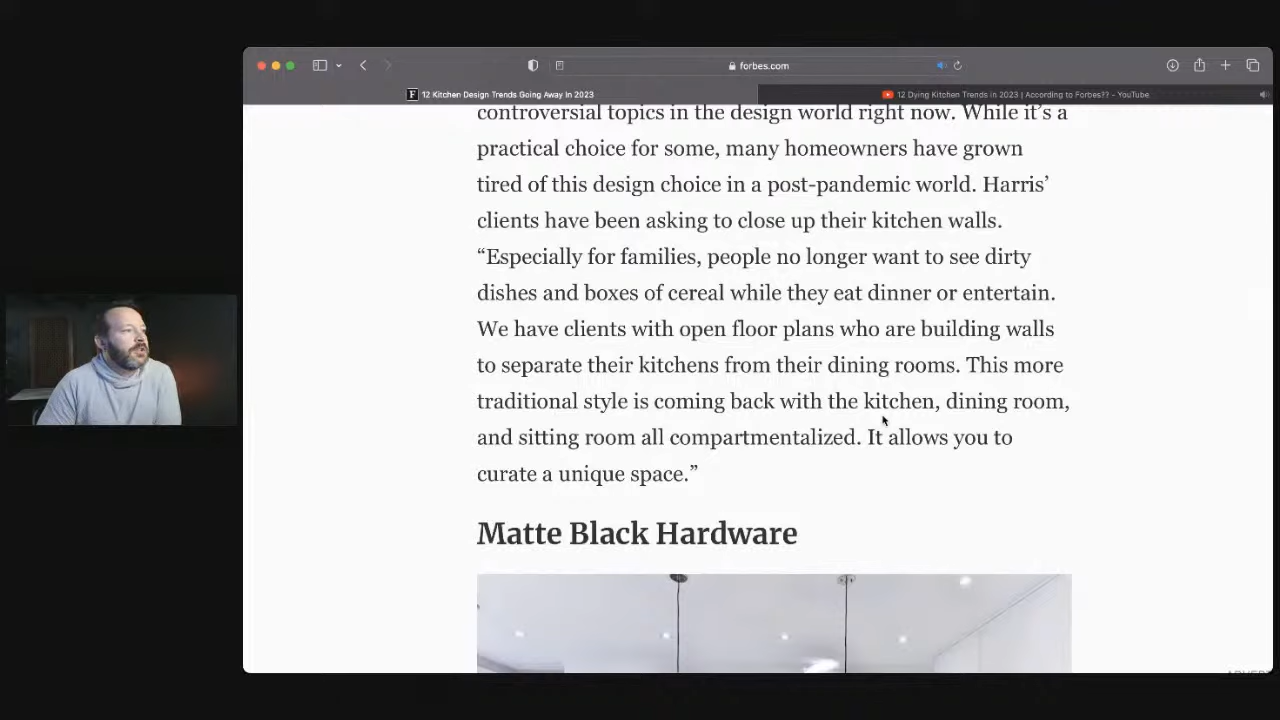 forbes.com
F 12 Kitchen Design Trends Going Away In 2023
12 Dying Kitchen Trends in 2023 | According to Forbes?? - YouTube
controversial topics in the design world right now. While it’s a
practical choice for some, many homeowners have grown
tired of this design choice in a post-pandemic world. Harris’
clients have been asking to close up their kitchen walls.
“Especially for families, people no longer want to see dirty
dishes and boxes of cereal while they eat dinner or entertain.
We have clients with open floor plans who are building walls
to separate their kitchens from their dining rooms. This more
traditional style is coming back with the kitchen, dining room,
and sitting room all compartmentalized. It allows you to
curate a unique space.”
Matte Black Hardware